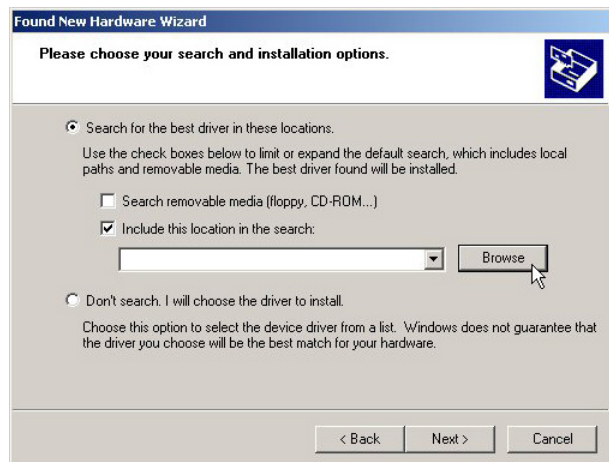 Found New Hardware Wizard
Please choose your search and installation options.
Search for the best driver in these locations.
Use the check boxes below to limit or expand the default search, which includes local
paths and removable media. The best driver found will be installed.
Search removable media (floppy, CD-ROM...)
Include this location in the search:
Browse
Don't search. I will choose the driver to install.
Choose this option to select the device driver from a list.  Windows does not guarantee that
the driver you choose will be the best match for your hardware.
< Back Next > Cancel